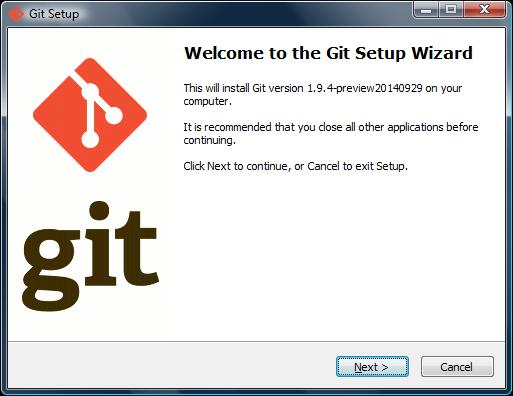 Git Setup
Welcome to the Git Setup Wizard
This will install Git version 1.9.4-preview20140929 on your
computer.
It is recommended that you close all other applications before
continuing.
Click Next to continue, or Cancel to exit Setup.
git
Next >
Cancel